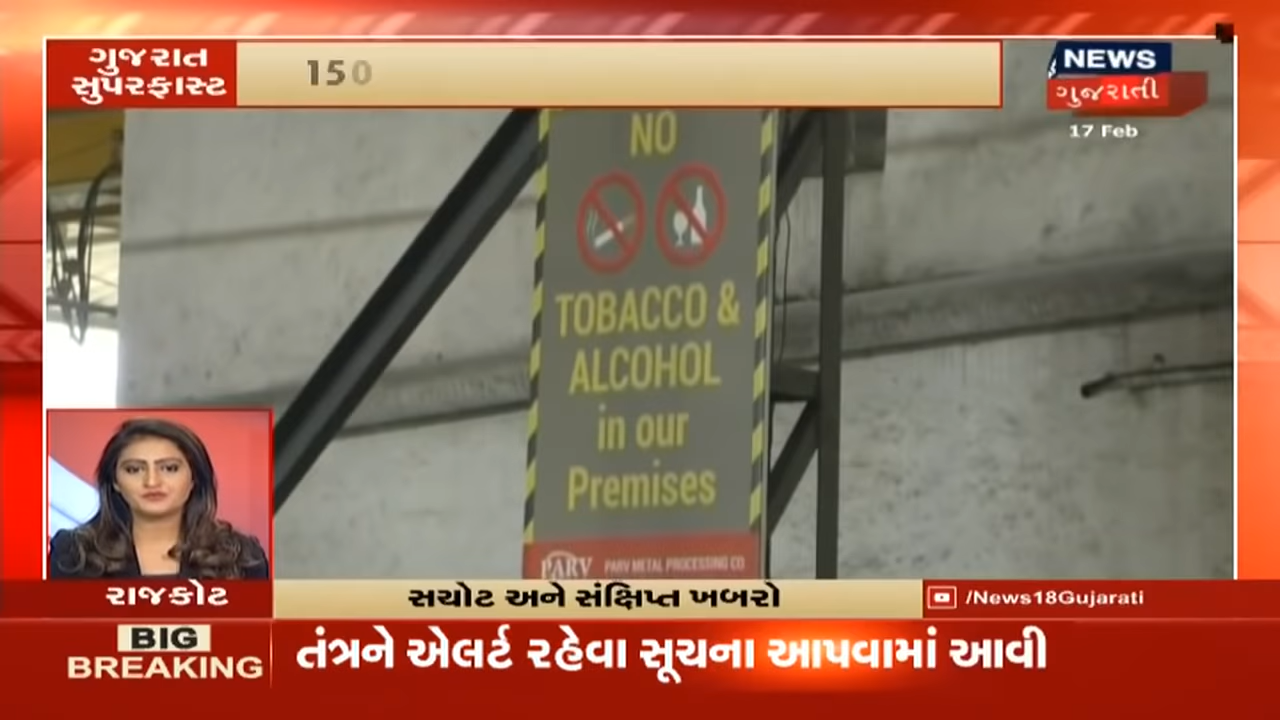 ગુજરાત
સુપરફાસ્ટ
150
NEWS
ગુજરાતી
17 Feb
NO
TOBACCO &
ALCOHOL
in our
Premises
PARV
PARV METAL PROCESSING CO
રાજકોટ
સચોટ અને સંક્ષિપ્ત ખબરો
/News18Gujarati
BIG
BREAKING
તંત્રને એલર્ટ રહેવા સૂચના આપવામાં આવી